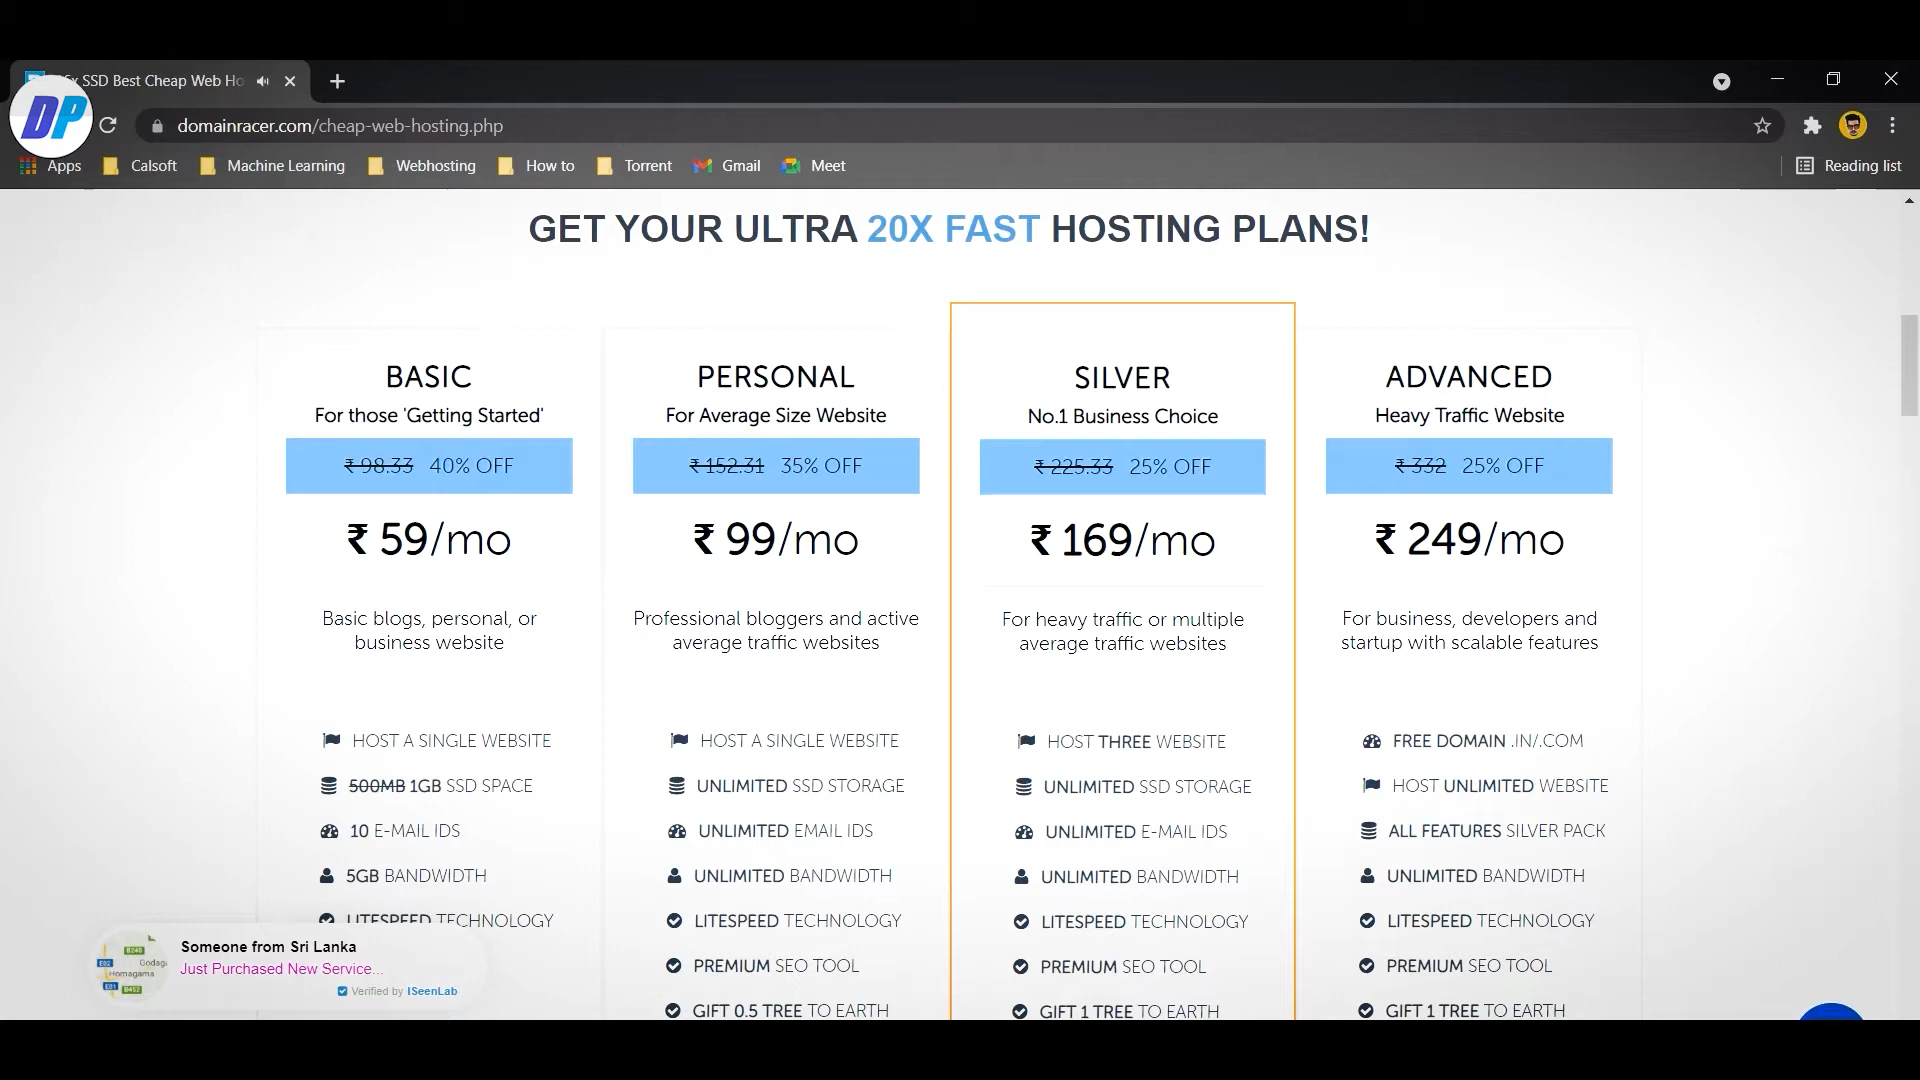 SSD Best Cheap Web Ho
DP
domainracer.com/cheap-web-hosting.php
Apps
Calsoft
Machine Learning
Webhosting
How to
Torrent
Gmail
Meet
Reading list
GET YOUR ULTRA 20X FAST HOSTING PLANS!
BASIC
For those 'Getting Started'
₹ 98.33 40% OFF
₹ 59/mo
Basic blogs, personal, or
business website
HOST A SINGLE WEBSITE
500MB 1GB SSD SPACE
10 E-MAIL IDS
5GB BANDWIDTH
LITESPEED TECHNOLOGY
PERSONAL
For Average Size Website
₹ 152.31 35% OFF
₹ 99/mo
Professional bloggers and active
average traffic websites
HOST A SINGLE WEBSITE
UNLIMITED SSD STORAGE
UNLIMITED EMAIL IDS
UNLIMITED BANDWIDTH
LITESPEED TECHNOLOGY
PREMIUM SEO TOOL
GIFT 0.5 TREE TO EARTH
SILVER
No.1 Business Choice
₹ 225.33 25% OFF
₹ 169/mo
For heavy traffic or multiple
average traffic websites
HOST THREE WEBSITE
UNLIMITED SSD STORAGE
UNLIMITED E-MAIL IDS
UNLIMITED BANDWIDTH
LITESPEED TECHNOLOGY
PREMIUM SEO TOOL
GIFT 1 TREE TO EARTH
ADVANCED
Heavy Traffic Website
₹ 332 25% OFF
₹ 249/mo
For business, developers and
startup with scalable features
FREE DOMAIN .IN/.COM
HOST UNLIMITED WEBSITE
ALL FEATURES SILVER PACK
UNLIMITED BANDWIDTH
LITESPEED TECHNOLOGY
PREMIUM SEO TOOL
GIFT 1 TREE TO EARTH
Homagama
Someone from Sri Lanka
Just Purchased New Service...
Verified by ISeenLab